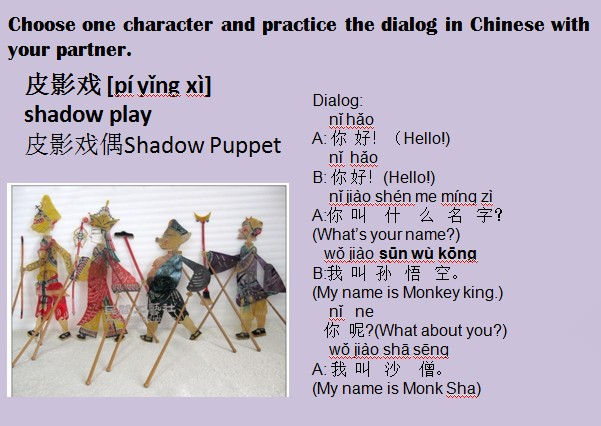 Choose one character and practice the dialog in Chinese with
your partner.
皮影戏 [pí yǐng xì]
shadow play
皮影戏偶Shadow Puppet
Dialog:
nǐ hǎo
A: 你 好！（Hello!)
nǐ hǎo
B: 你 好！(Hello!)
nǐ jiào shén me míng zì
A:你 叫 什 么 名 字?
(What's your name?)
wǒ jiào sūn wù kōng
B:我 叫 孙 悟 空。
(My name is Monkey king.)
nǐ ne
你 呢?(What about you?)
wǒ jiào shā sēng
A: 我 叫 沙 僧。
(My name is Monk Sha)